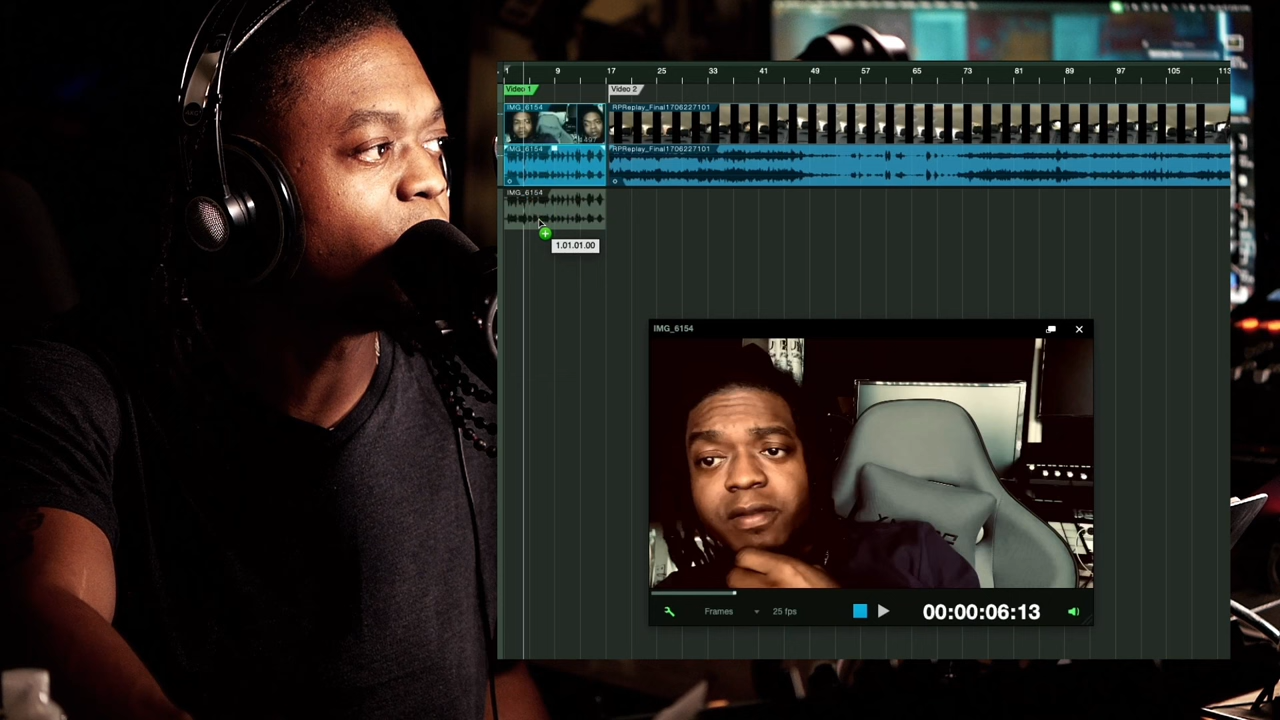 1 9 17 25 33 41 49 57 65 73 81 89 97 105 113
Video 1 Video 2
IMG_6154 RPReplay_Final1706227101
IMG_6154 RPReplay_Final1706227101
IMG_6154
1.01.01.00
IMG_6154
Frames 25 fps 00:00:06:13